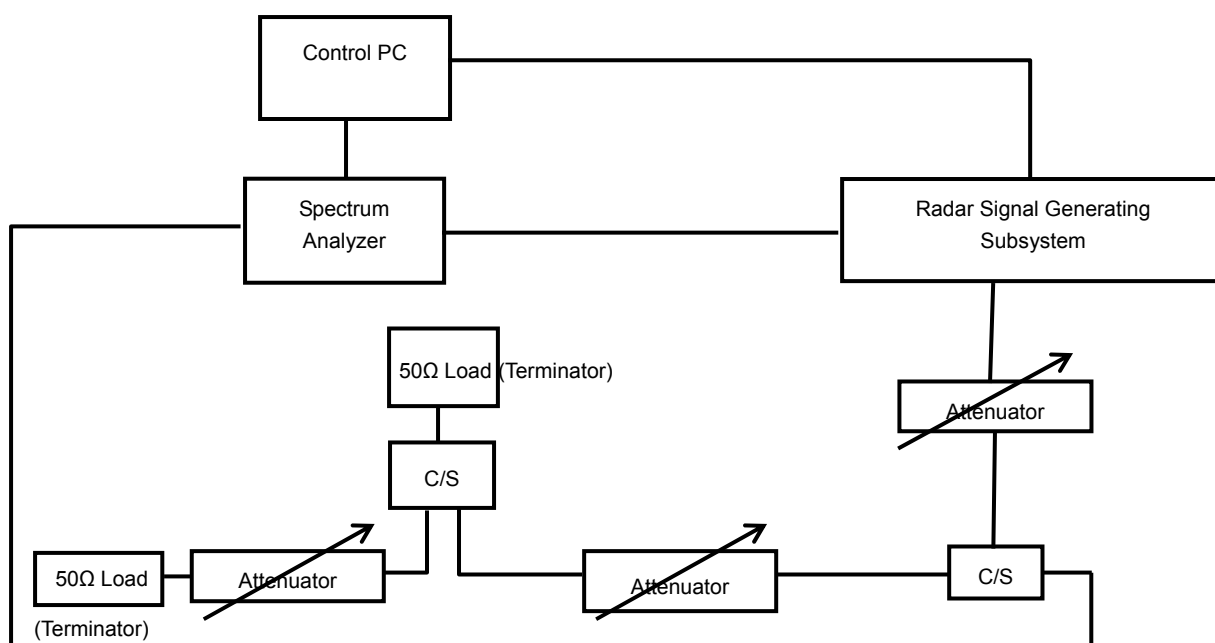 Control PC
Spectrum
Analyzer
Radar Signal Generating
Subsystem
50Ω Load (Terminator)
Attenuator
C/S
50Ω Load
(Terminator)
Attenuator
Attenuator
C/S